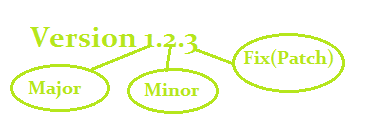 Version 1.2.3
Major
Minor
Fix(Patch)